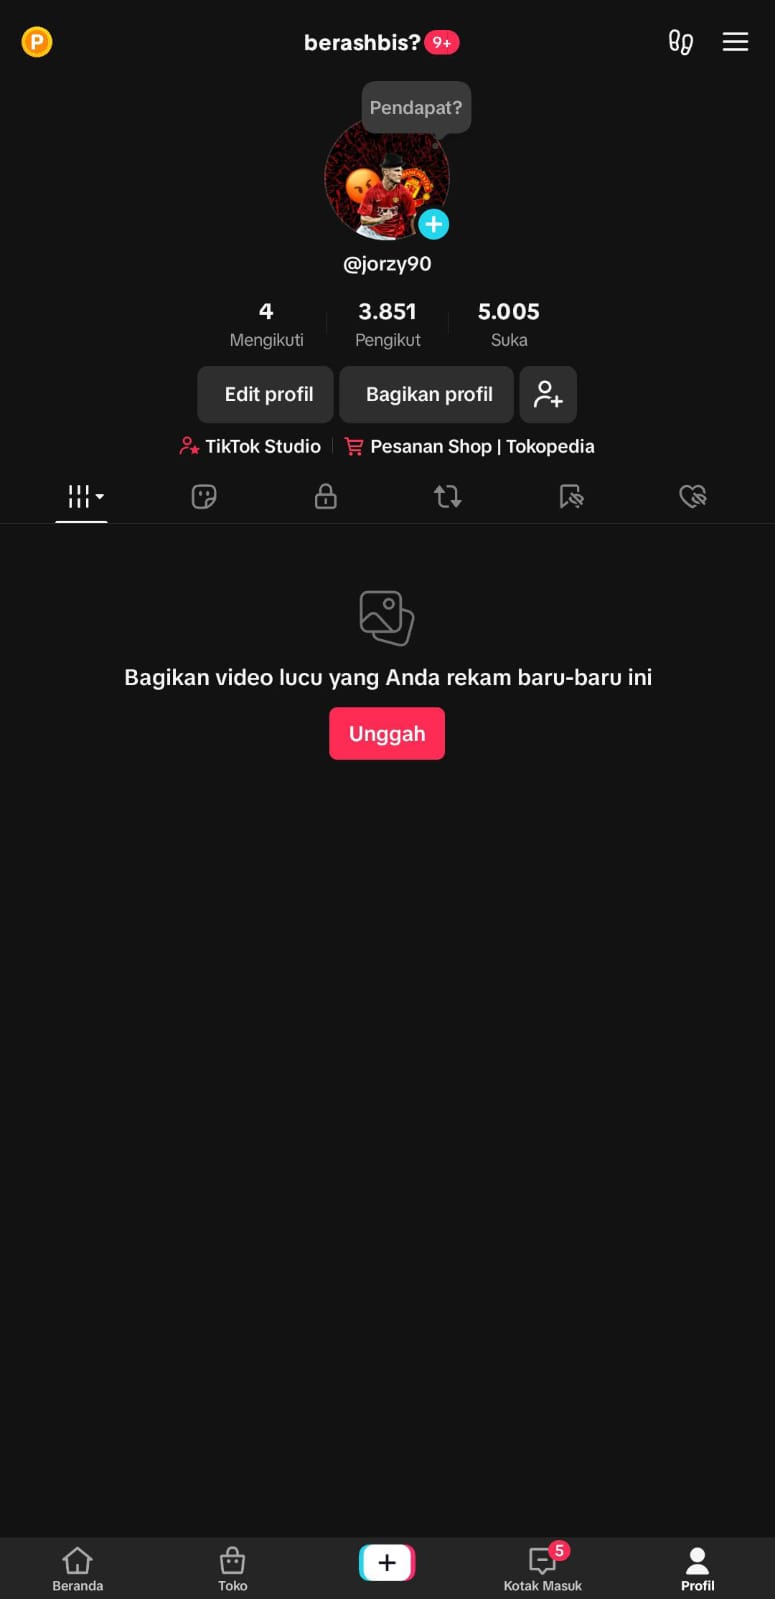 P
berashbis? 9+
Pendapat?
@jorzy90
4 3.851 5.005
Mengikuti Pengikut Suka
Edit profil Bagikan profil
TikTok Studio Pesanan Shop | Tokopedia
Bagikan video lucu yang Anda rekam baru-baru ini
Unggah
5
Beranda Toko Kotak Masuk Profil